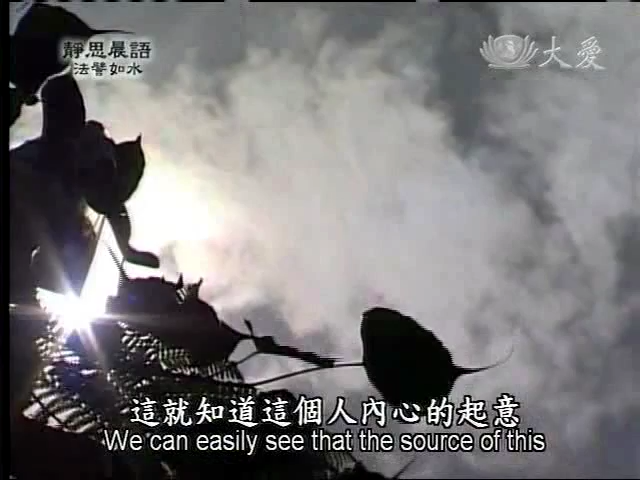 靜思晨語
法譬如水
大愛
這就知道這個人內心的起意
We can easily see that the source of this